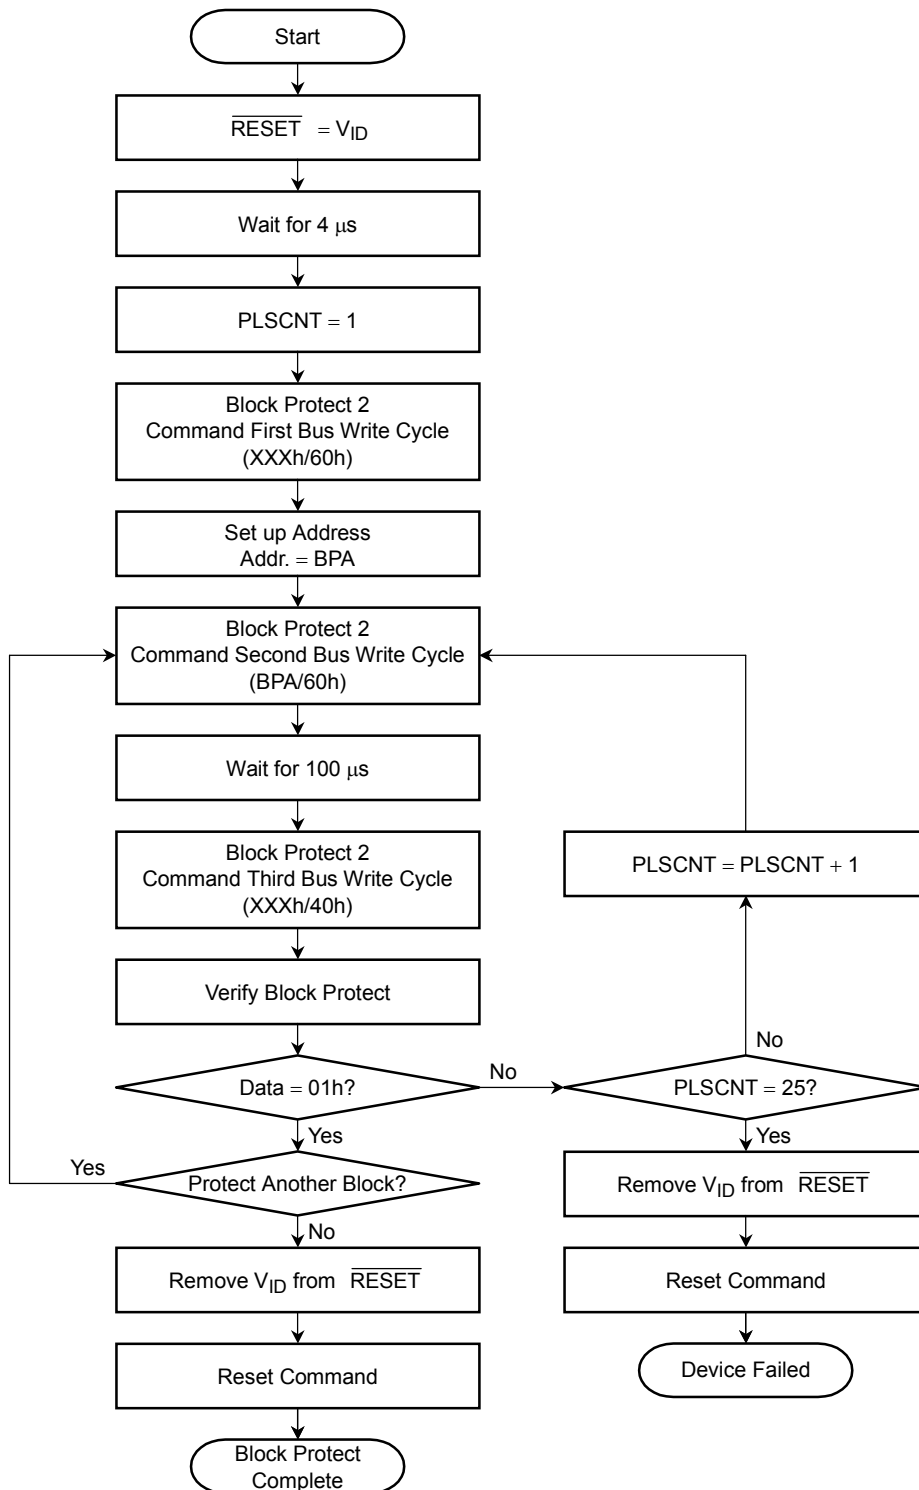 Start
RESET = VID
Wait for 4 μs
PLSCNT = 1
Block Protect 2
Command First Bus Write Cycle
(XXXh/60h)
Set up Address
Addr. = BPA
Block Protect 2
Command Second Bus Write Cycle
(BPA/60h)
Wait for 100 μs
Block Protect 2
Command Third Bus Write Cycle
(XXXh/40h)
PLSCNT = PLSCNT + 1
Verify Block Protect
No
Data = 01h?
No
PLSCNT = 25?
Yes
Yes
Yes
Protect Another Block?
Remove VID from RESET
No
Remove VID from RESET
Reset Command
Reset Command
Device Failed
Block Protect
Complete